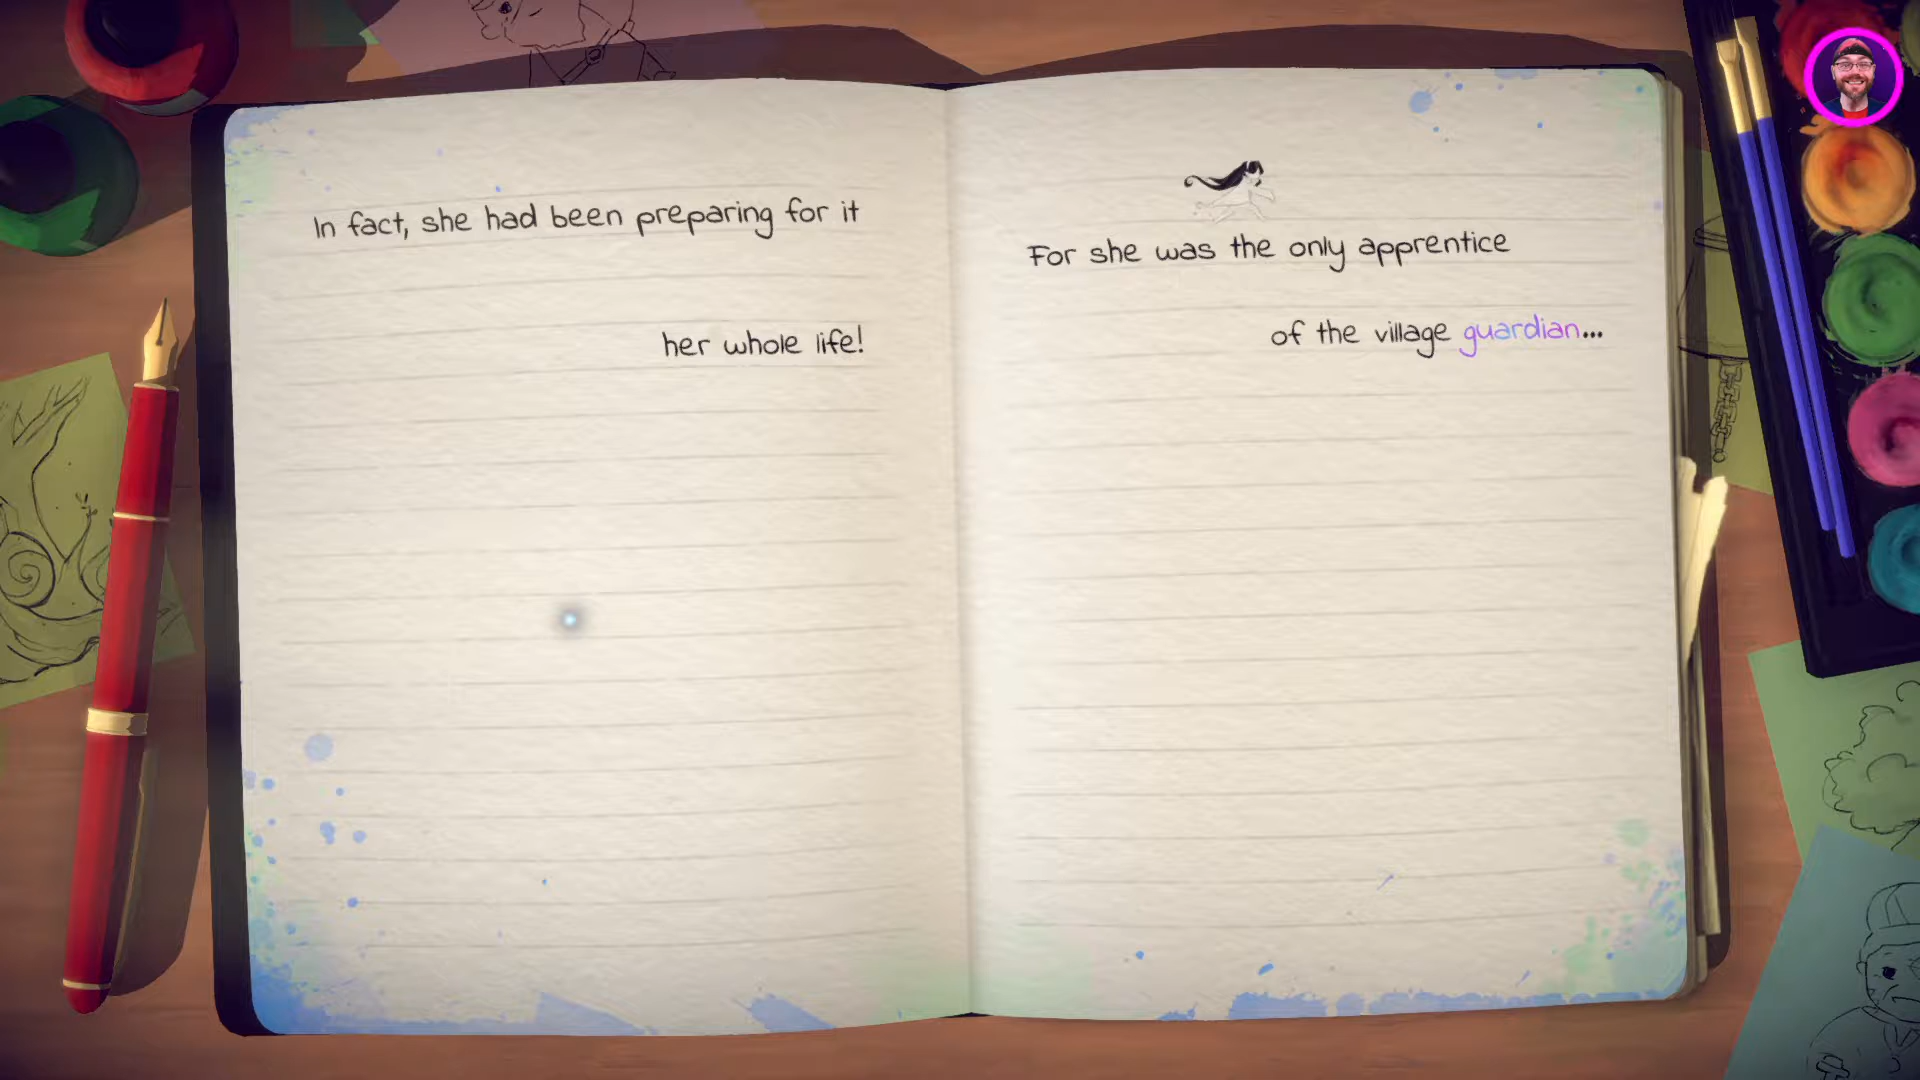 In fact, she had been preparing for it
her whole life!
For she was the only apprentice
of the village guardian...